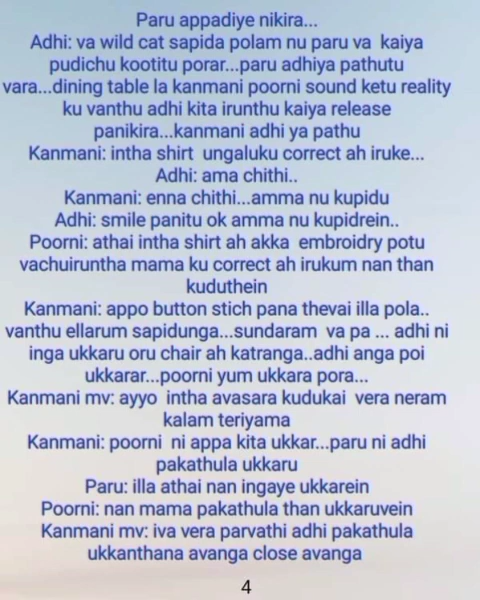 Paru appadiye nikira...
Adhi: va wild cat sapida polam nu paru va kaiya
pudichu kootitu porar...paru adhiya pathutu
vara...dining table la kanmani poorni sound ketu reality
ku vanthu adhi kita irunthu kaiya release
panikira...kanmani adhi ya pathu
Kanmani: intha shirt ungaluku correct ah iruke...
Adhi: ama chithi..
Kanmani: enna chithi...amma nu kupidu
Adhi: smile panitu ok amma nu kupidrein..
Poorni: athai intha shirt ah akka embroidry potu
vachuiruntha mama ku correct ah irukum nan than
kuduthein
Kanmani: appo button stich pana thevai illa pola..
vanthu ellarum sapidunga...sundaram va pa ... adhi ni
inga ukkaru oru chair ah katranga..adhi anga poi
ukkarar...poorni yum ukkara pora...
Kanmani mv: ayyo intha avasara kudukai vera neram
kalam teriyama
Kanmani: poorni ni appa kita ukkar...paru ni adhi
pakathula ukkaru
Paru: illa athai nan ingaye ukkarein
Poorni: nan mama pakathula than ukkaruvein
Kanmani mv: iva vera parvathi adhi pakathula
ukkanthana avanga close avanga
4